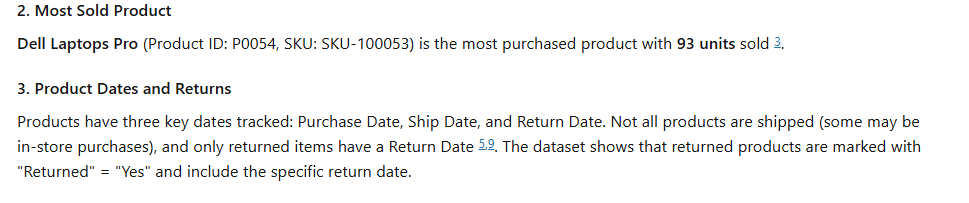 2. Most Sold Product
Dell Laptops Pro (Product ID: P0054, SKU: SKU-100053) is the most purchased product with 93 units sold 3.
3. Product Dates and Returns
Products have three key dates tracked: Purchase Date, Ship Date, and Return Date. Not all products are shipped (some may be
in-store purchases), and only returned items have a Return Date 5,9. The dataset shows that returned products are marked with
"Returned" = "Yes" and include the specific return date.